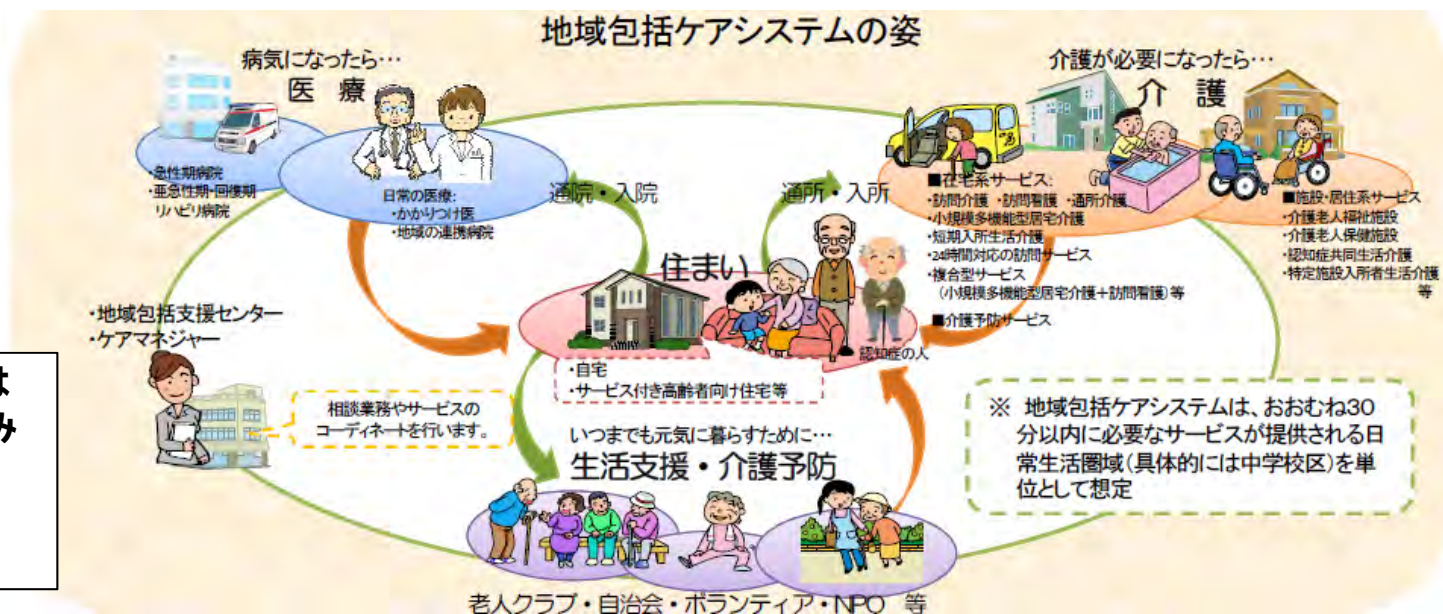 地域包括ケアシステムの姿
病気になったら…
医 療
・急性期病院
・亜急性期・回復期
リハビリ病院
日常の医療:
・かかりつけ医
・地域の連携病院
通院・入院
通所・入所
介護が必要になったら…
介 護
■在宅系サービス:
・訪問介護 ・訪問看護 ・通所介護
・小規模多機能型居宅介護
・短期入所生活介護
・24時間対応の訪問サービス
・複合型サービス
(小規模多機能型居宅介護+訪問看護)等
■介護予防サービス
■施設・居住系サービス
・介護老人福祉施設
・介護老人保健施設
・認知症共同生活介護
・特定施設入所者生活介護
等
住まい
認知症の人
・自宅
・サービス付き高齢者向け住宅等
・地域包括支援センター
・ケアマネジャー
は
み
相談業務やサービスの
コーディネートを行います。
いつまでも元気に暮らすために…
生活支援・介護予防
老人クラブ・自治会・ボランティア・NPO 等
※ 地域包括ケアシステムは、おおむね30
分以内に必要なサービスが提供される日
常生活圏域(具体的には中学校区)を単
位として想定